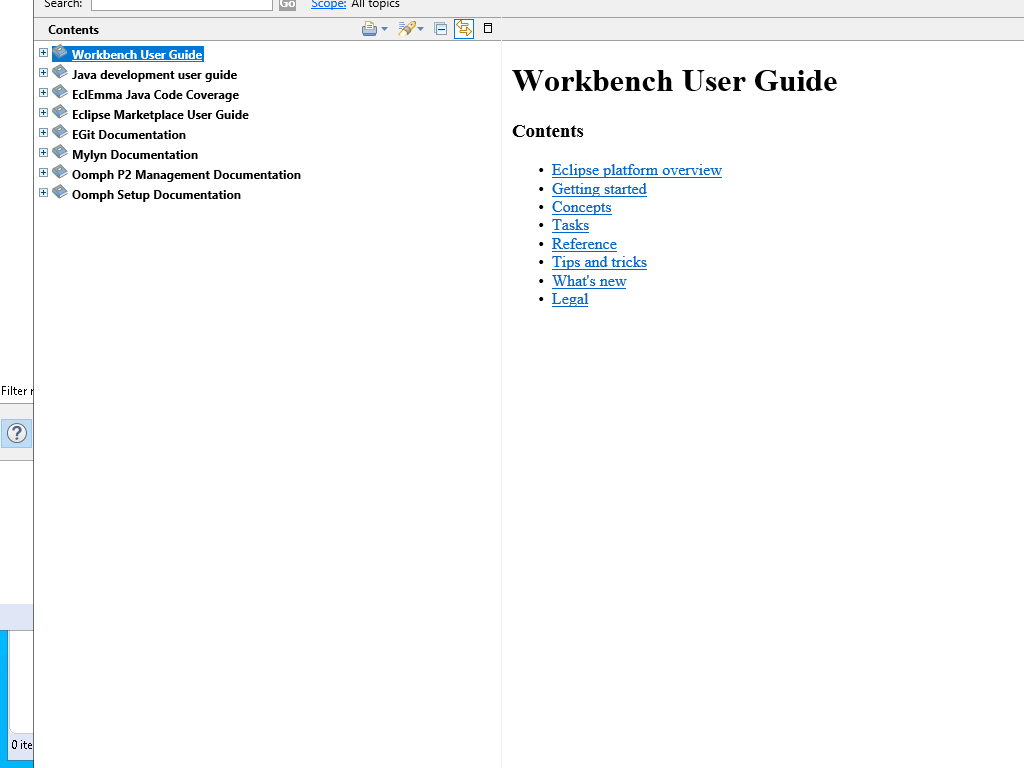 Search: Go Scope: All topics
Contents
Workbench User Guide
Java development user guide
EclEmma Java Code Coverage
Eclipse Marketplace User Guide
EGit Documentation
Mylyn Documentation
Oomph P2 Management Documentation
Oomph Setup Documentation
Workbench User Guide
Contents
• Eclipse platform overview
• Getting started
• Concepts
• Tasks
• Reference
• Tips and tricks
• What's new
• Legal
Filter
?
0 ite